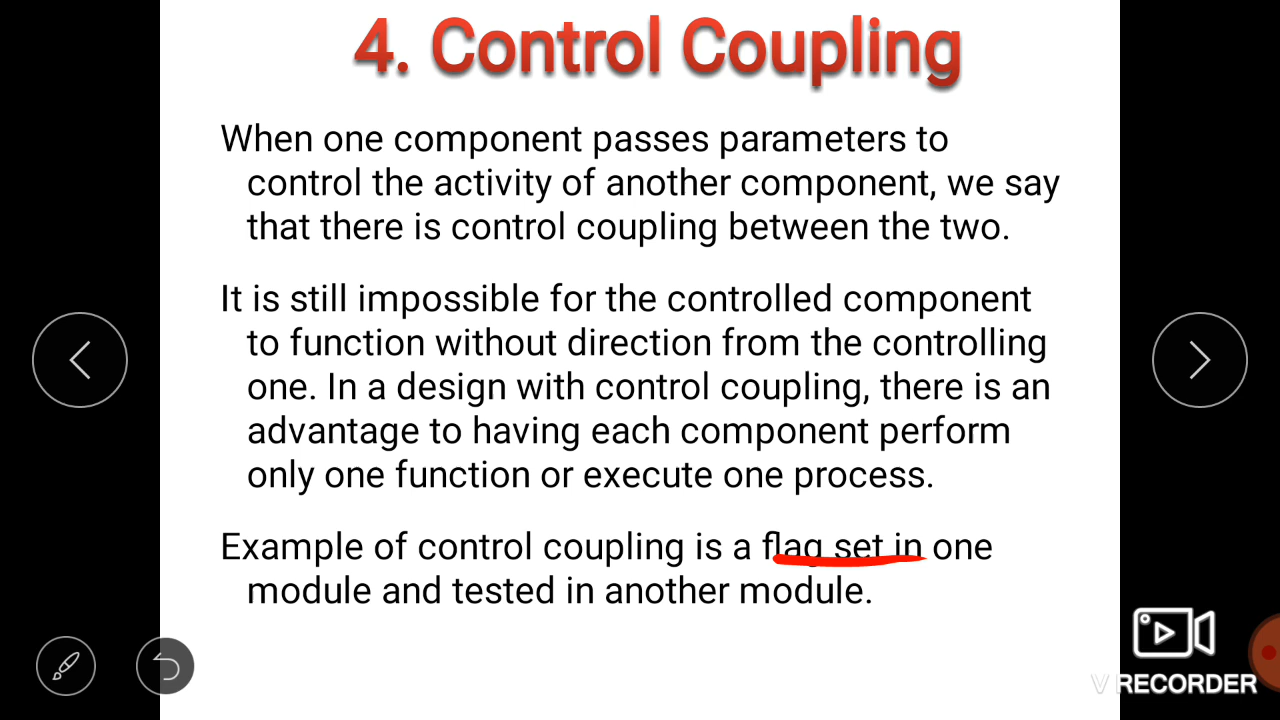 4. Control Coupling
When one component passes parameters to
control the activity of another component, we say
that there is control coupling between the two.
It is still impossible for the controlled component
to function without direction from the controlling
one. In a design with control coupling, there is an
advantage to having each component perform
only one function or execute one process.
Example of control coupling is a flag set in one
module and tested in another module.
V RECORDER